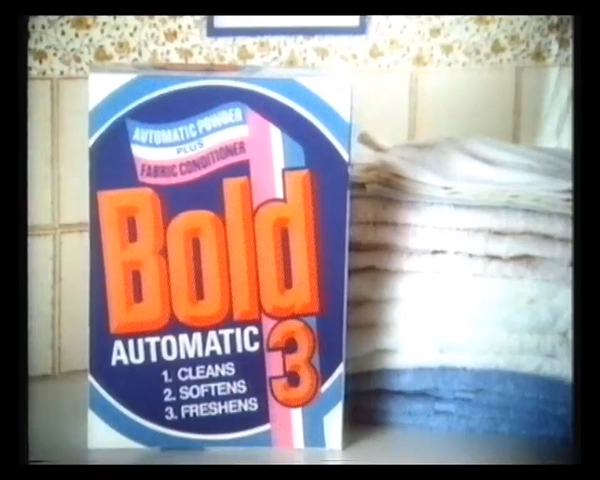 AUTOMATIC POWDER
PLUS
FABRIC CONDITIONER
Bold
AUTOMATIC 3
1. CLEANS
2. SOFTENS
3. FRESHENS